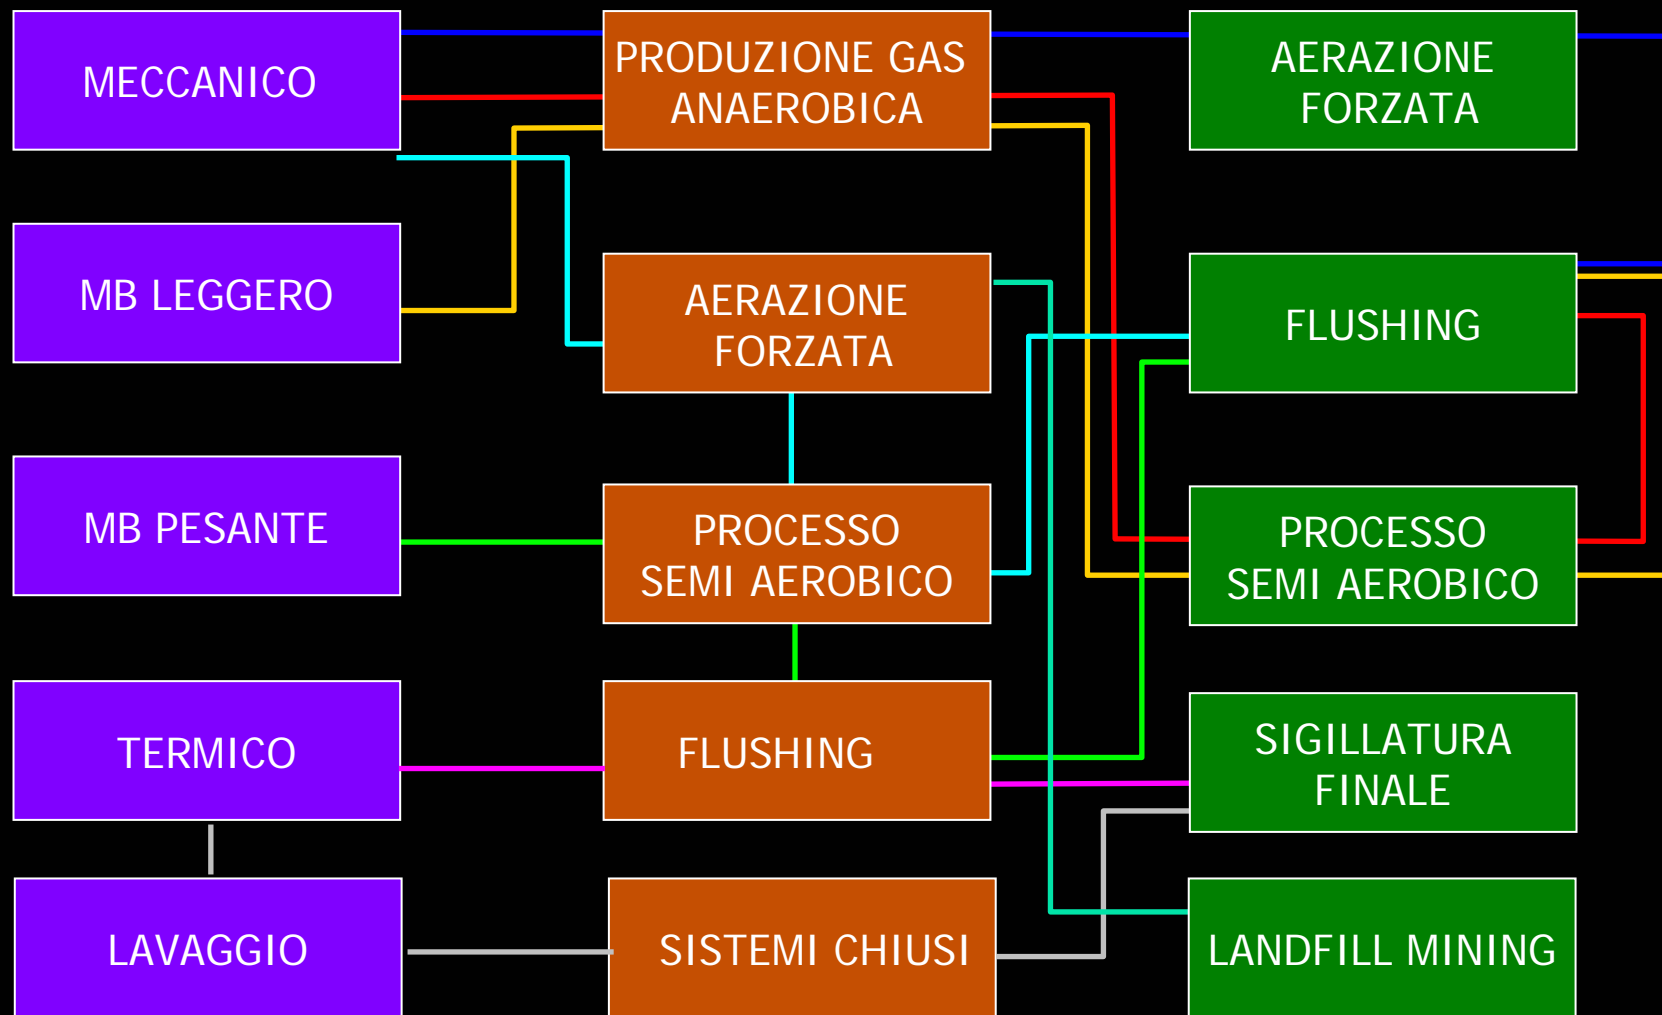 MECCANICO
PRODUZIONE GAS
ANAEROBICA
AERAZIONE
FORZATA
MB LEGGERO
AERAZIONE
FORZATA
FLUSHING
MB PESANTE
PROCESSO
SEMI AEROBICO
PROCESSO
SEMI AEROBICO
TERMICO
FLUSHING
SIGILLATURA
FINALE
LAVAGGIO
SISTEMI CHIUSI
LANDFILL MINING